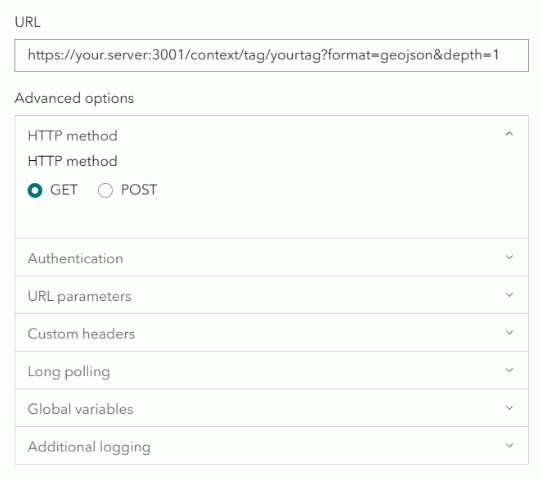 URL
https://your.server:3001/context/tag/yourtag?format=geojson&depth=1
Advanced options
HTTP method
HTTP method
GET POST
Authentication
URL parameters
Custom headers
Long polling
Global variables
Additional logging